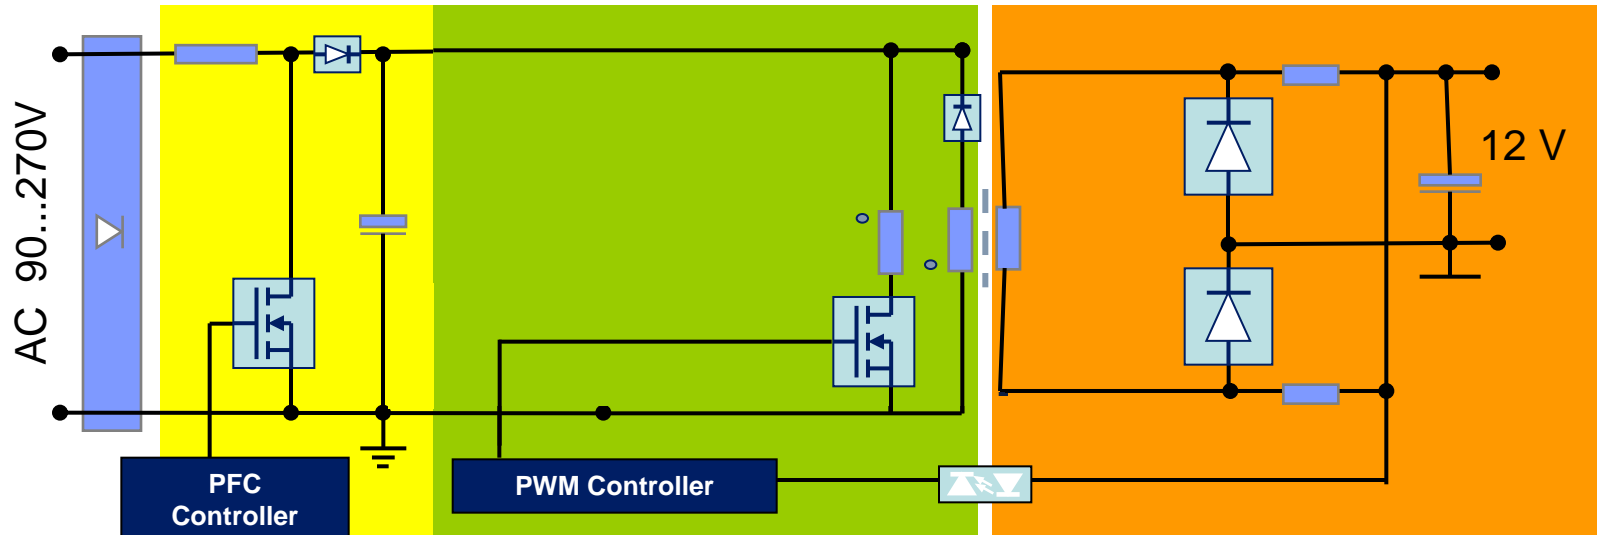 AC  90...270V
12 V
PFC
Controller
PWM Controller